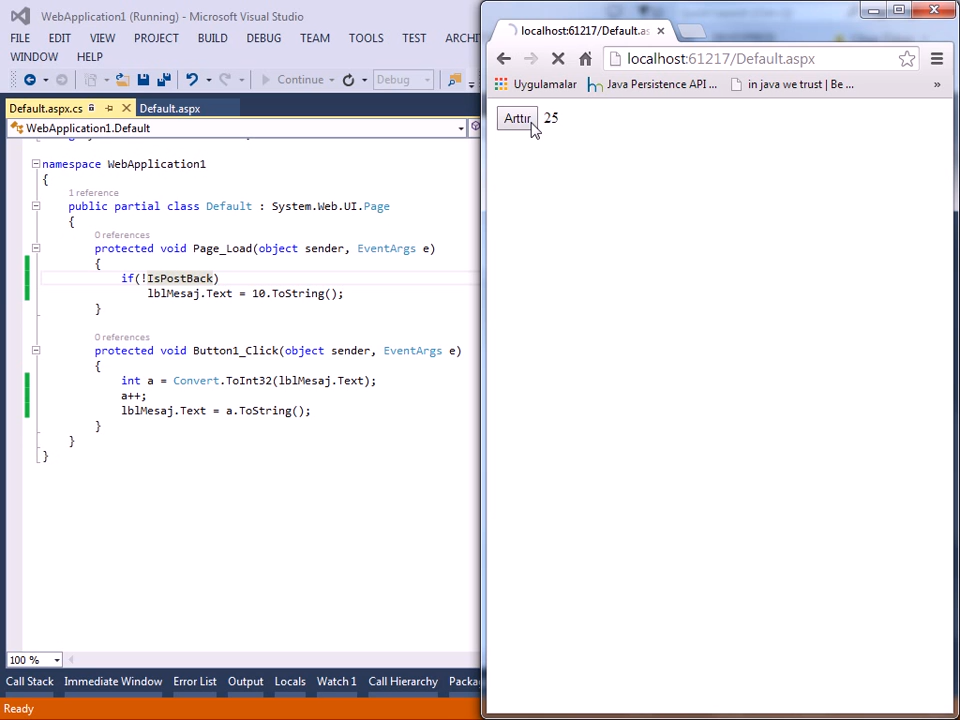 WebApplication1 (Running) - Microsoft Visual Studio
FILE EDIT VIEW PROJECT BUILD DEBUG TEAM TOOLS TEST ARCHI
WINDOW HELP
Continue Debug
Default.aspx.cs Default.aspx
WebApplication1.Default
namespace WebApplication1
{
1 reference
public partial class Default : System.Web.UI.Page
{
0 references
protected void Page_Load(object sender, EventArgs e)
{
if(!IsPostBack)
lblMesaj.Text = 10.ToString();
}
0 references
protected void Button1_Click(object sender, EventArgs e)
{
int a = Convert.ToInt32(lblMesaj.Text);
a++;
lblMesaj.Text = a.ToString();
}
}
}
100 %
Call Stack Immediate Window Error List Output Locals Watch 1 Call Hierarchy Packa
Ready
localhost:61217/Default.as
localhost:61217/Default.aspx
Uygulamalar Java Persistence API ... in java we trust | Be ... »
Arttır 25